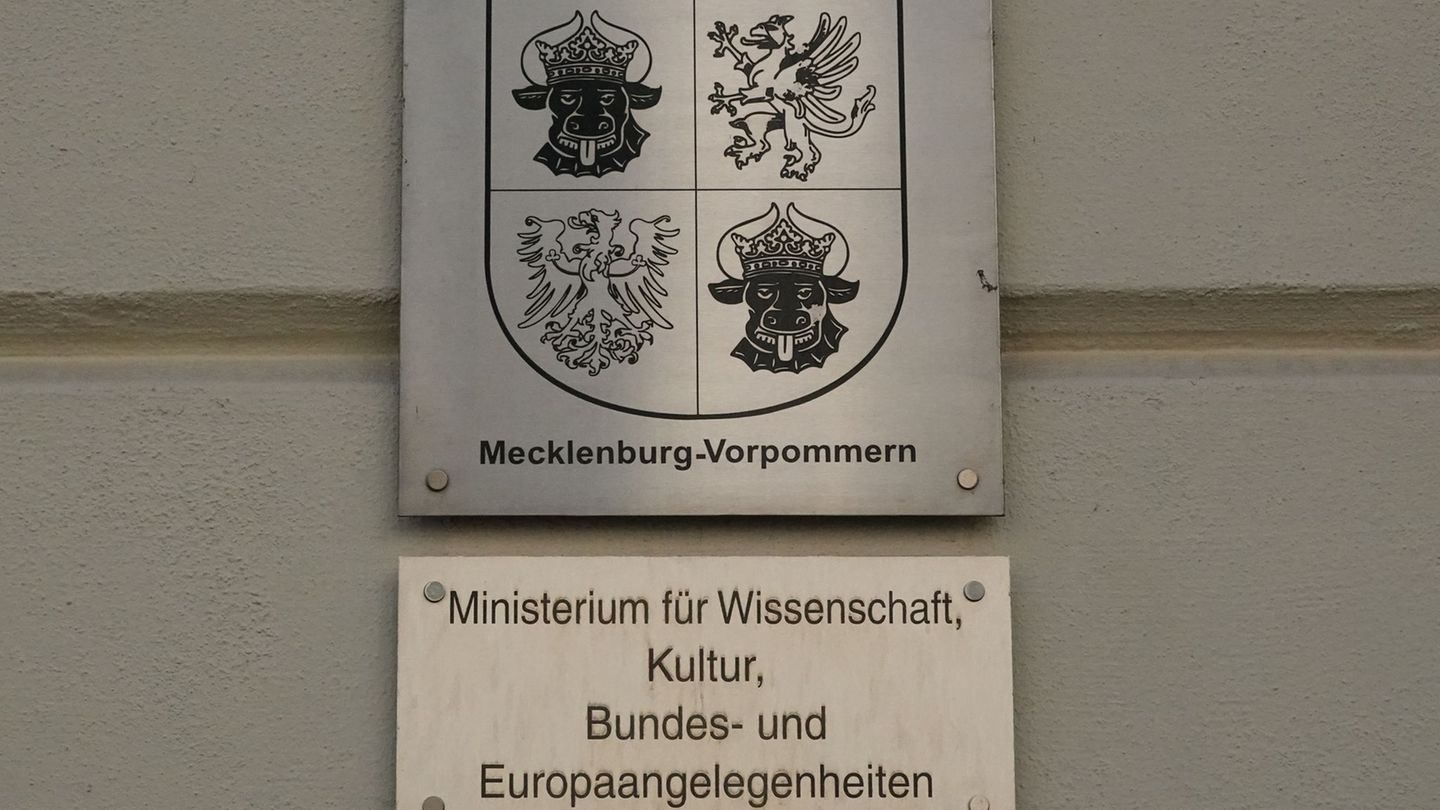 Mecklenburg-Vorpommern
Ministerium für Wissenschaft,
Kultur,
Bundes- und
Europaangelegenheiten